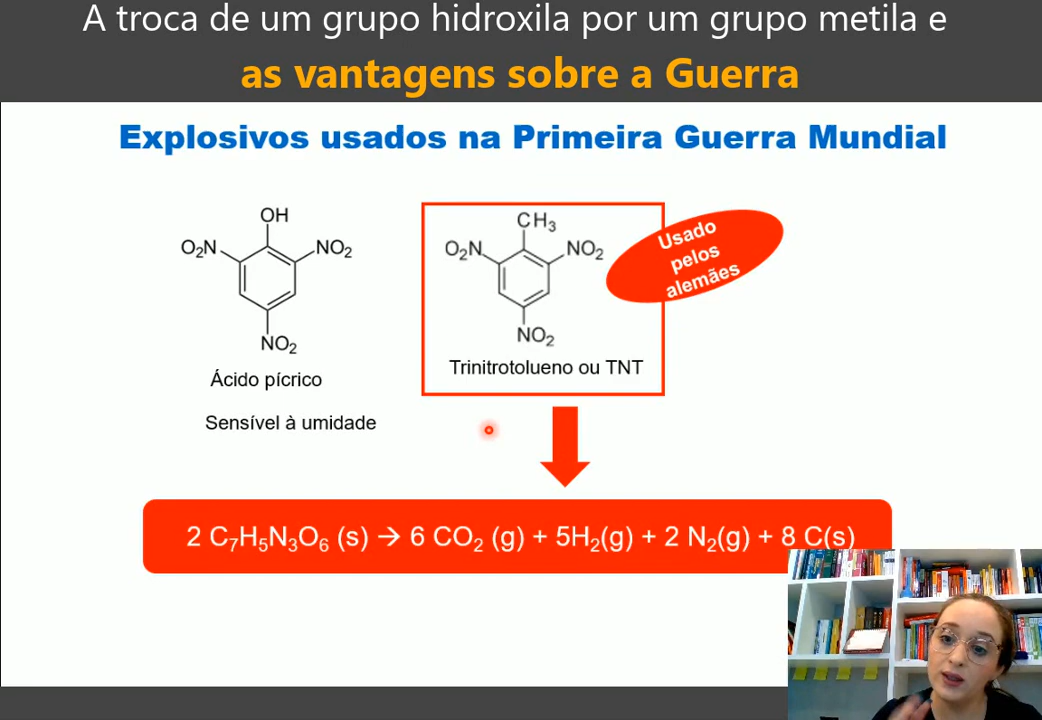 A troca de um grupo hidroxila por um grupo metila e
as vantagens sobre a Guerra
Explosivos usados na Primeira Guerra Mundial
OH
O₂N
NO₂
NO₂
Ácido pícrico
Sensível à umidade
CH₃
O₂N
NO₂
NO₂
Trinitrotolueno ou TNT
Usado
pelos
alemães
2 C₇H₅N₃O₆ (s) → 6 CO₂ (g) + 5H₂(g) + 2 N₂(g) + 8 C(s)